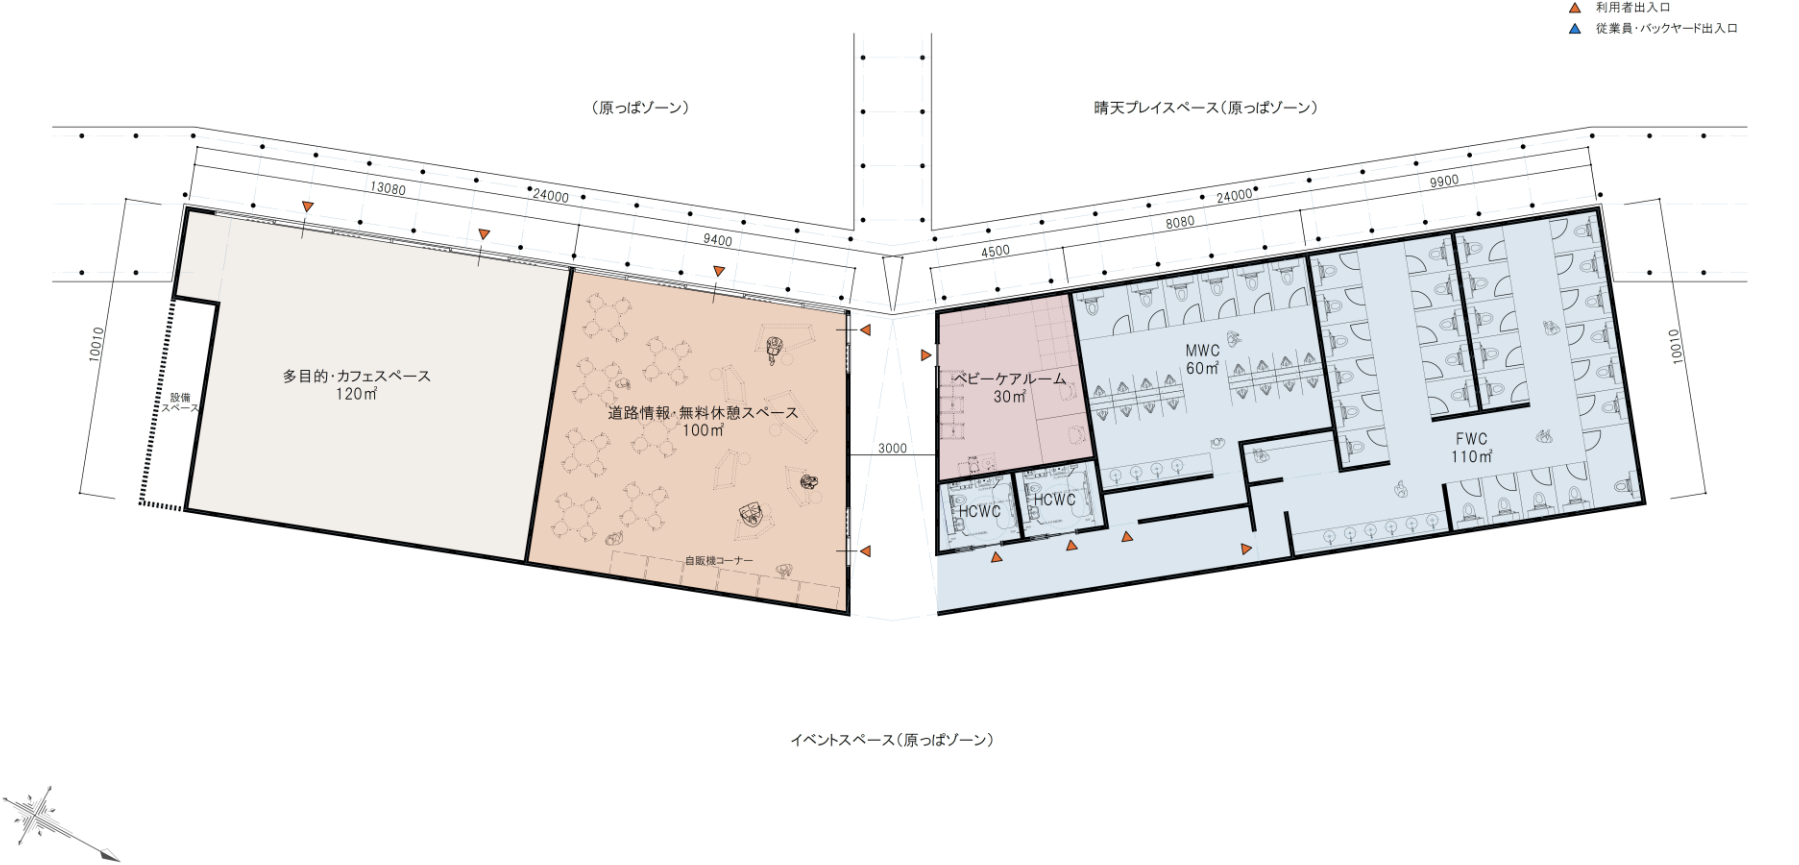 利用者出入口
従業員・バックヤード出入口
（原っぱゾーン）
晴天プレイスペース（原っぱゾーン）
13080
24000
9400
24000
9900
8080
4500
10010
10010
多目的・カフェスペース
120㎡
設備
スペース
道路情報・無料休憩スペース
100㎡
自販機コーナー
3000
ベビーケアルーム
30㎡
HCWC
HCWC
MWC
60㎡
FWC
110㎡
イベントスペース（原っぱゾーン）